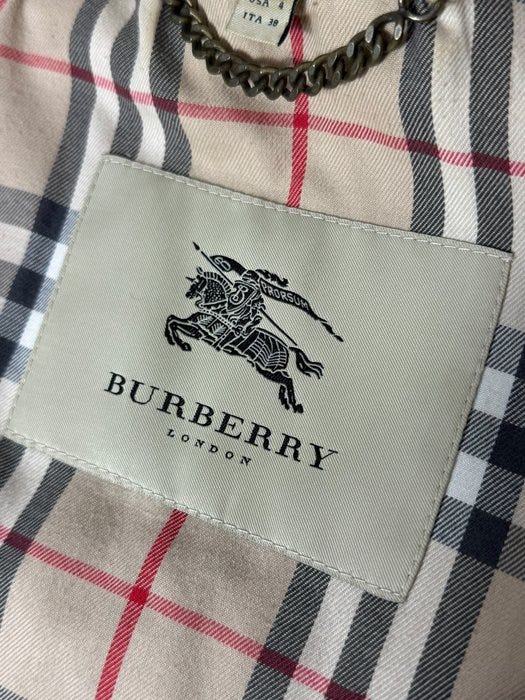 USA 4
ITA 38
PRORSUM
BURBERRY
LONDON